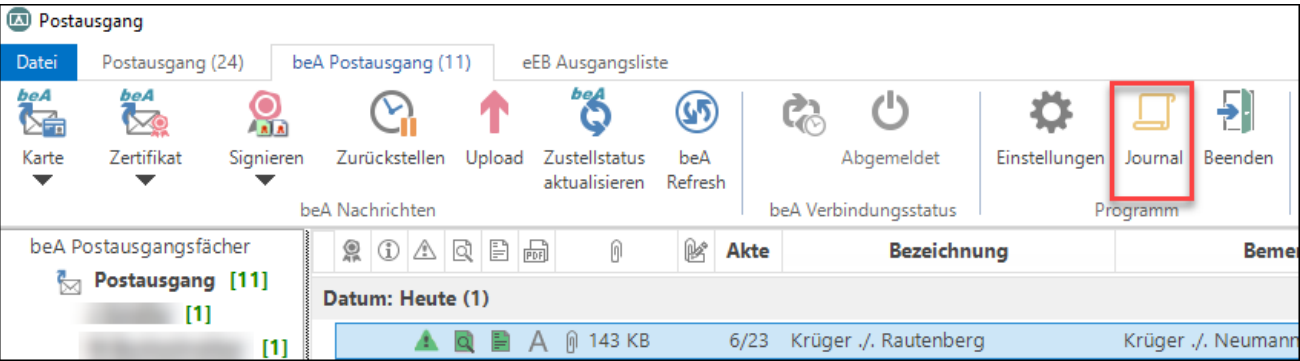 Postausgang
Datei Postausgang (24) beA Postausgang (11) eEB Ausgangsliste
beA beA beA
Karte Zertifikat Signieren Zurückstellen Upload Zustellstatus beA Abgemeldet Einstellungen Journal Beenden
aktualisieren Refresh
beA Nachrichten beA Verbindungsstatus Programm
beA Postausgangsfächer PDF Akte Bezeichnung Bemer
Postausgang [11]
Datum: Heute (1)
[1]
A 143 KB 6/23 Krüger ./. Rautenberg Krüger ./. Neumann
[1]